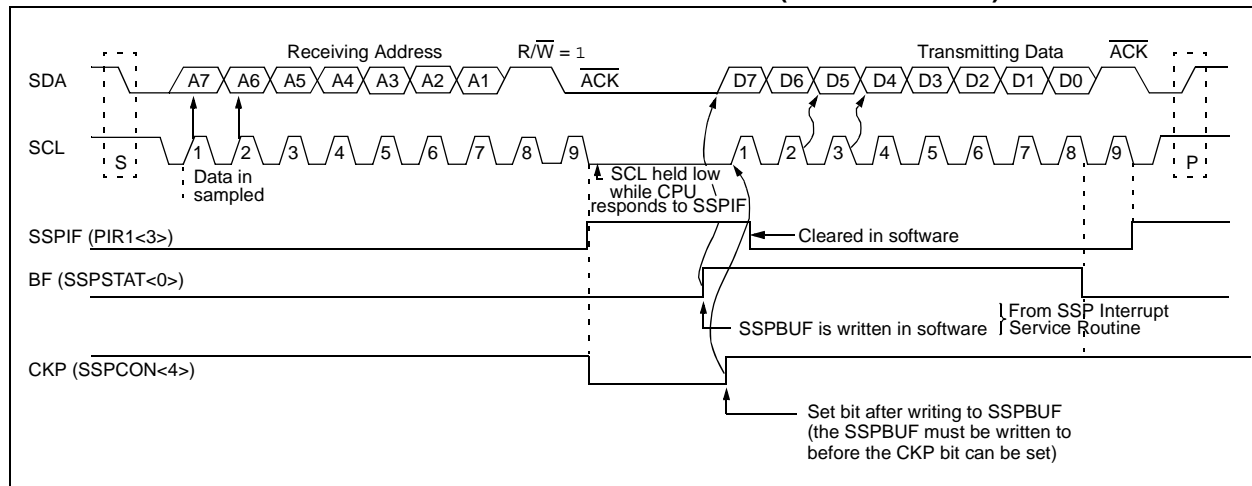 Receiving Address R/W = 1 Transmitting Data ACK
SDA A7 A6 A5 A4 A3 A2 A1 ACK D7 D6 D5 D4 D3 D2 D1 D0
SCL S 1 2 3 4 5 6 7 8 9 1 2 3 4 5 6 7 8 9 P
Data in
sampled
SCL held low
while CPU
responds to SSPIF
SSPIF (PIR1<3>)
Cleared in software
BF (SSPSTAT<0>)
SSPBUF is written in software
From SSP Interrupt
Service Routine
CKP (SSPCON<4>)
Set bit after writing to SSPBUF
(the SSPBUF must be written to
before the CKP bit can be set)